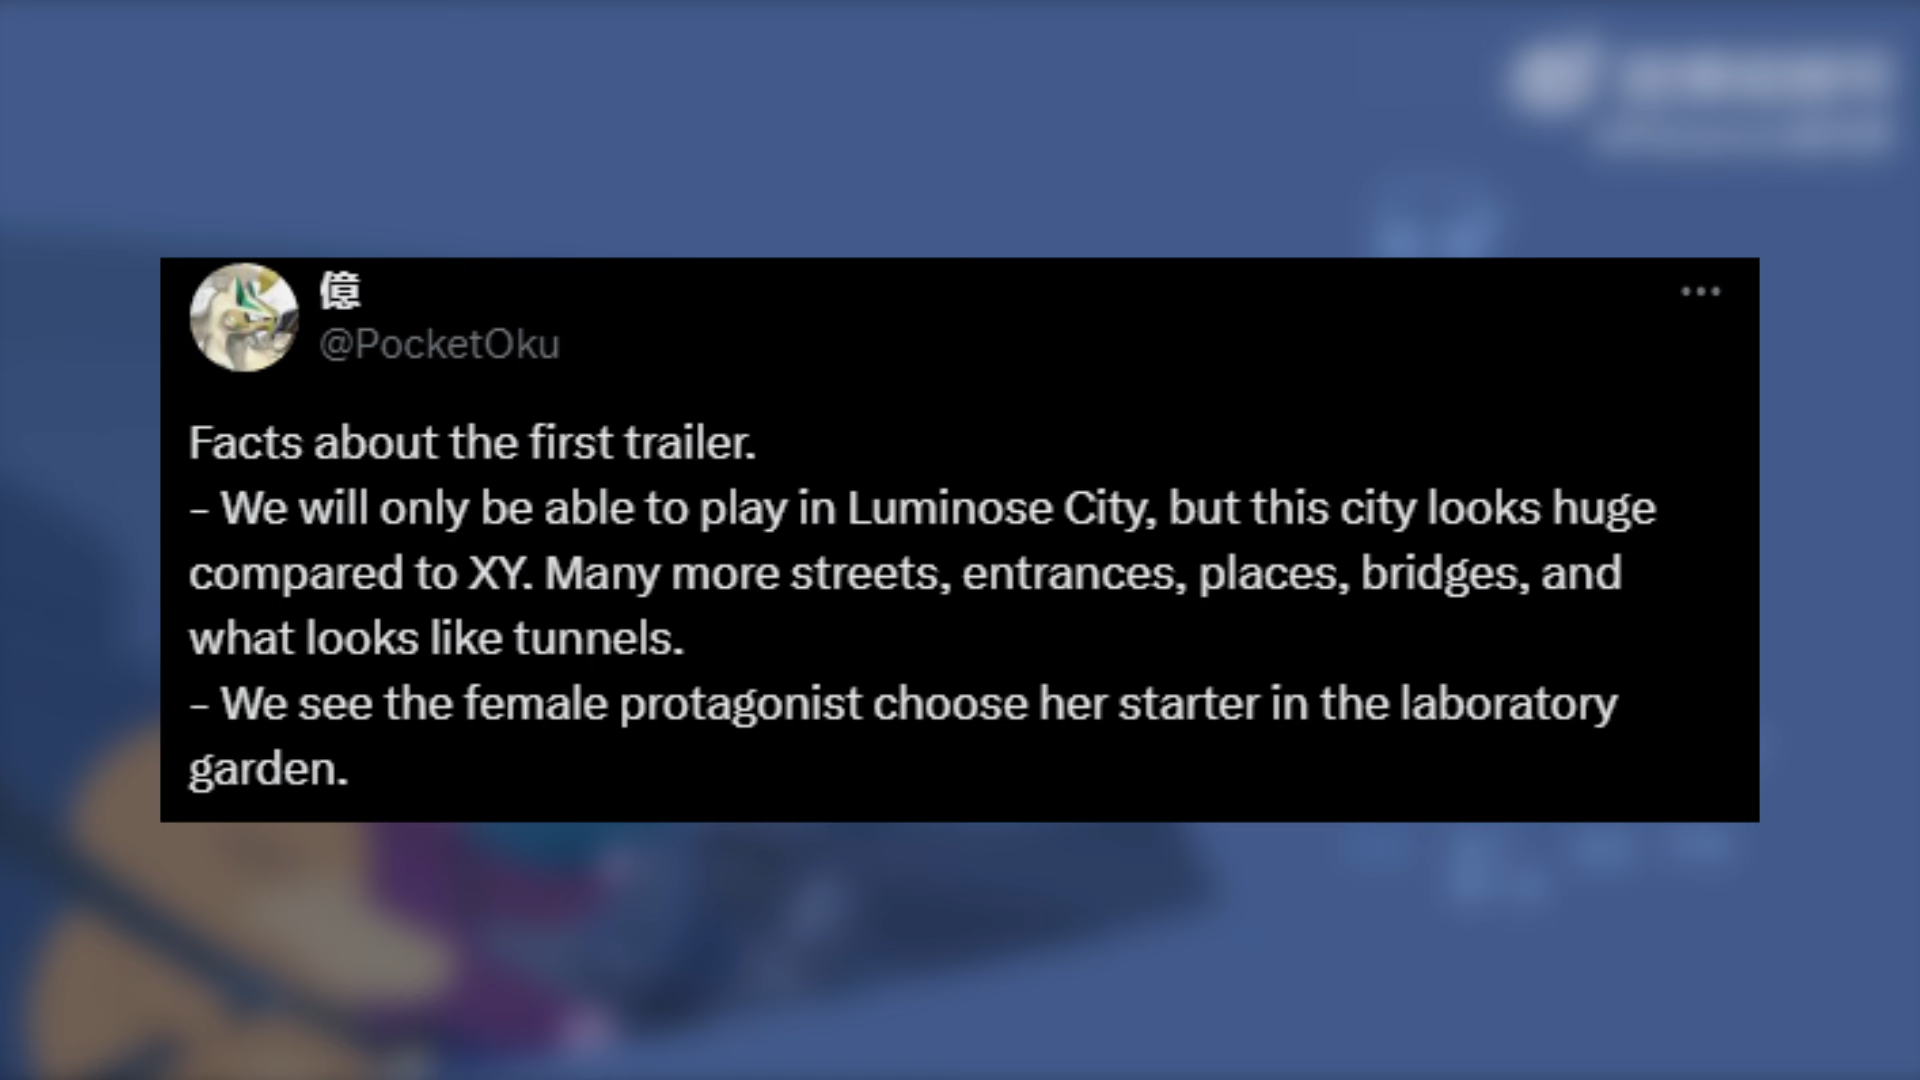 億
@PocketOku
Facts about the first trailer.
- We will only be able to play in Luminose City, but this city looks huge
compared to XY. Many more streets, entrances, places, bridges, and
what looks like tunnels.
- We see the female protagonist choose her starter in the laboratory
garden.